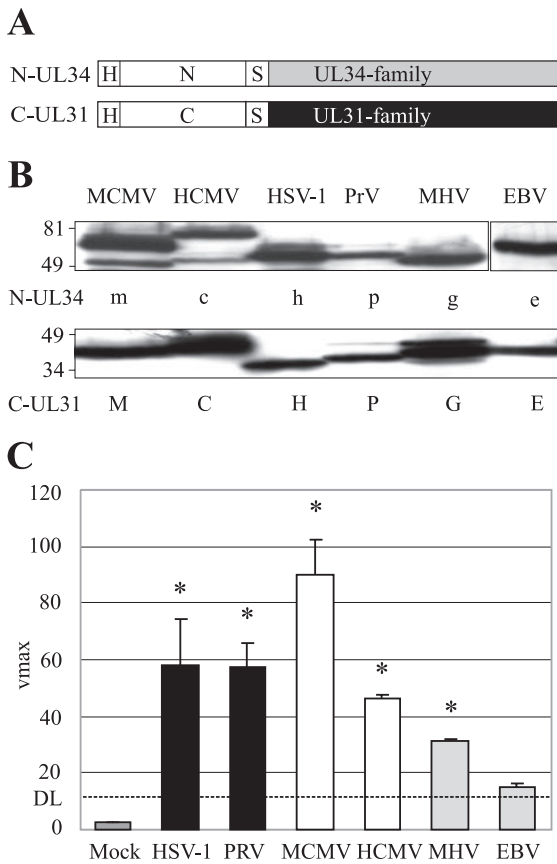 A
N-UL34 H N S UL34-family
C-UL31 H C S UL31-family
B
MCMV HCMV HSV-1 PrV MHV EBV
81
49
N-UL34 m c h p g e
49
34
C-UL31 M C H P G E
C
120
100
80
60
40
20
DL
0
vmax
* * * * *
Mock HSV-1 PRV MCMV HCMV MHV EBV